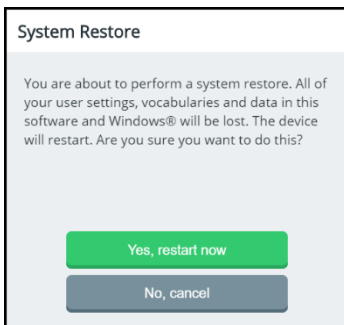 System Restore
You are about to perform a system restore. All of
your user settings, vocabularies and data in this
software and Windows® will be lost. The device
will restart. Are you sure you want to do this?
Yes, restart now
No, cancel